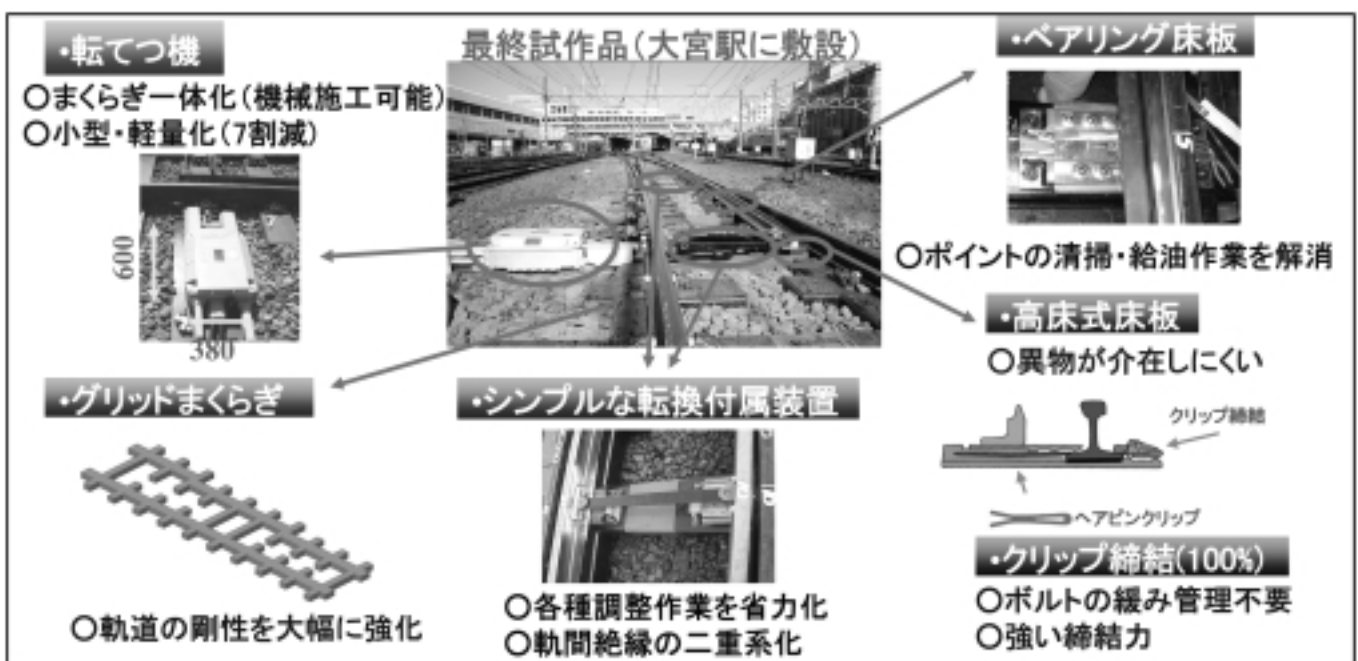 ・転てつ機
○まくらぎ一体化(機械施工可能)
○小型・軽量化(7割減)
600
380
最終試作品(大宮駅に敷設)
・ベアリング床板
○ポイントの清掃・給油作業を解消
・高床式床板
○異物が介在しにくい
クリップ締結
ヘアピンクリップ
・クリップ締結(100%)
○ボルトの緩み管理不要
○強い締結力
・グリッドまくらぎ
○軌道の剛性を大幅に強化
・シンプルな転換付属装置
○各種調整作業を省力化
○軌間絶縁の二重系化